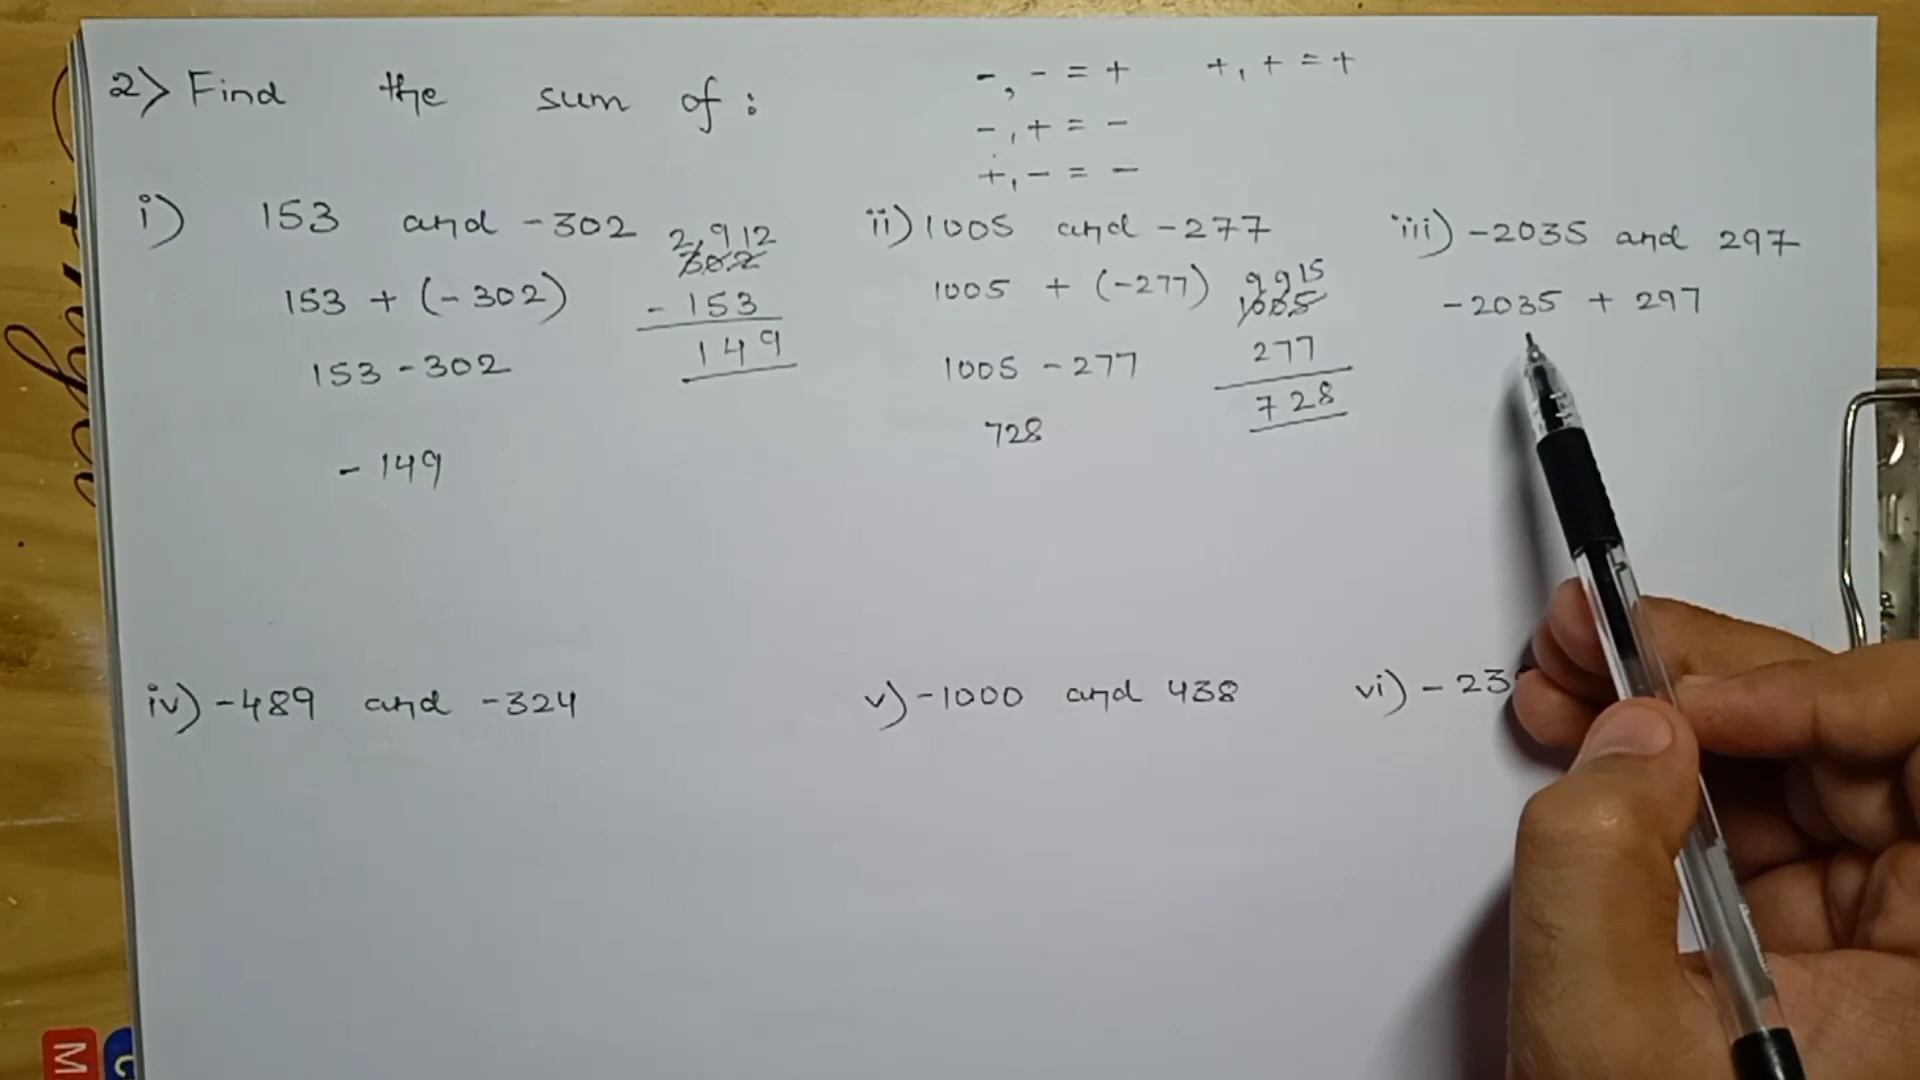 2) Find the sum of :
-, - = + +, + = +
-, + = -
+, - = -
i) 153 and -302
153 + (-302)
153 - 302
- 149
2 9 12
302
- 153
149
ii) 1005 and -277
1005 + (-277)
1005 - 277
728
9 9 15
1005
277
728
iii) -2035 and 297
-2035 + 297
iv) -489 and -324
v) -1000 and 438
vi) - 23
M